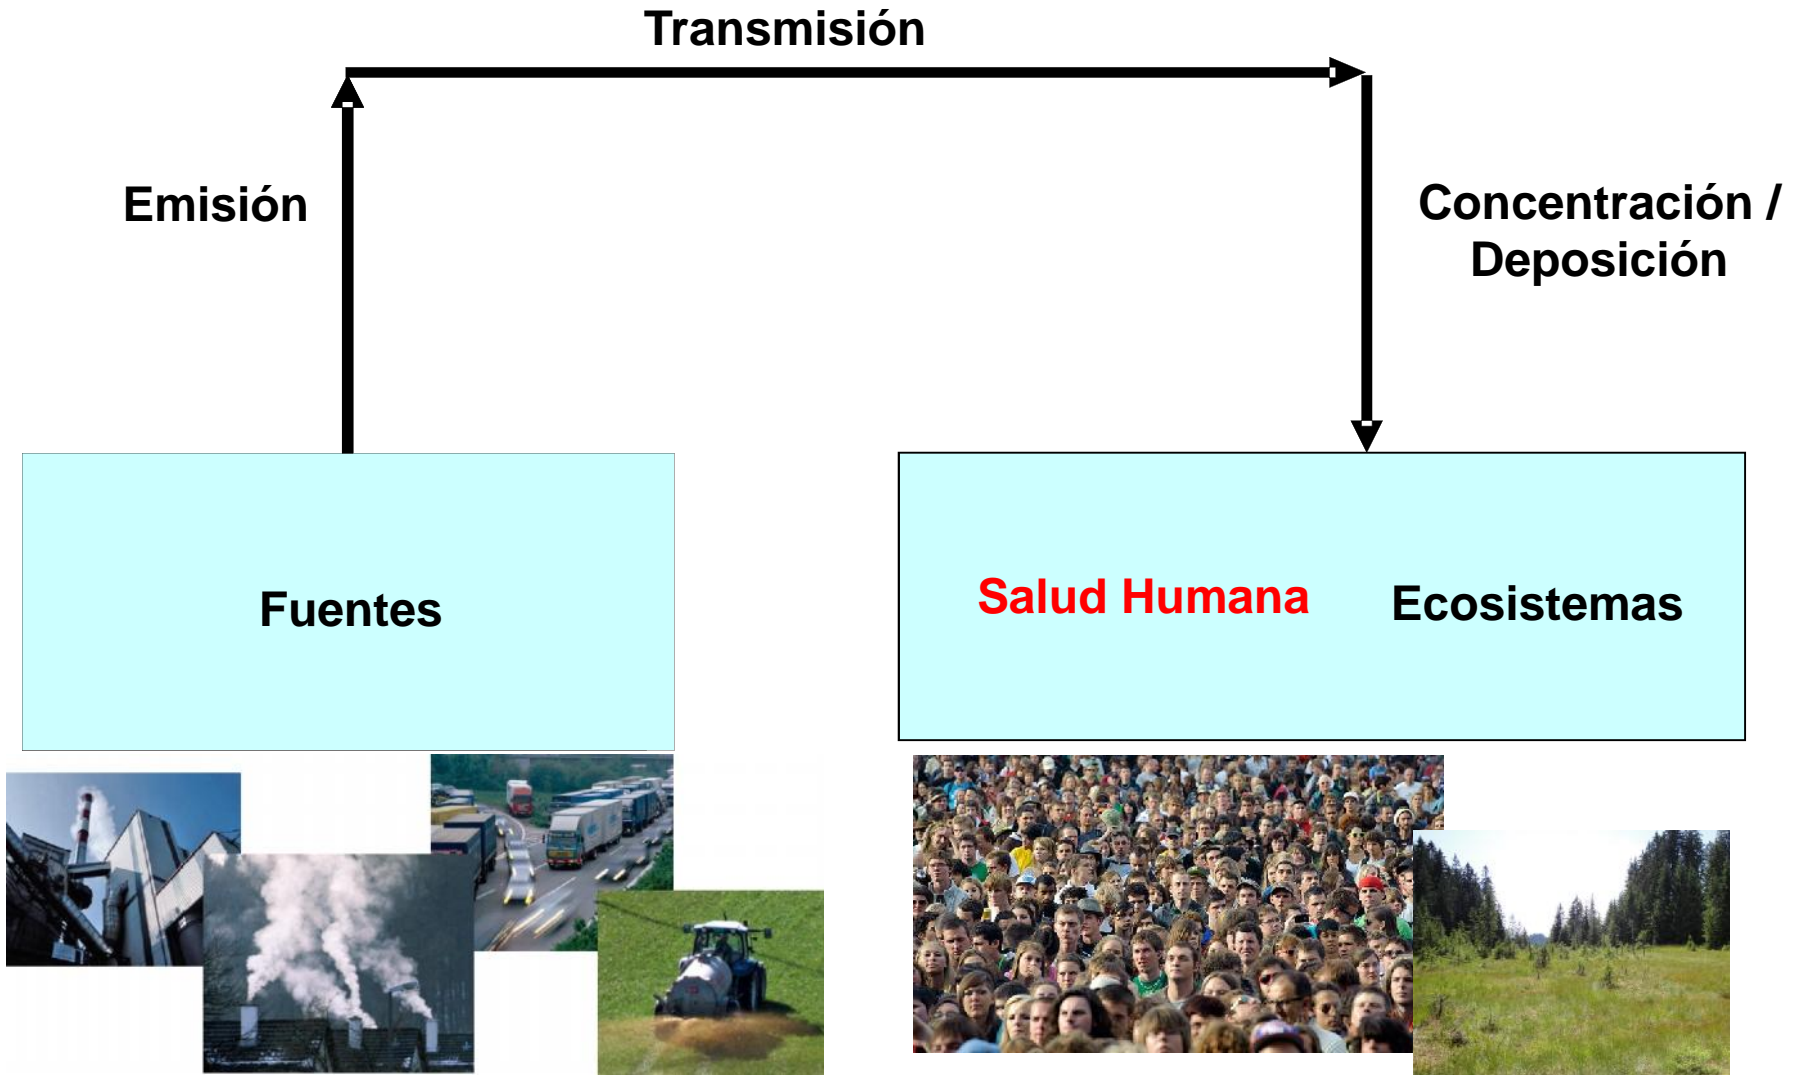 Transmisión
Emisión
Concentración /
Deposición
Fuentes
Salud Humana
Ecosistemas